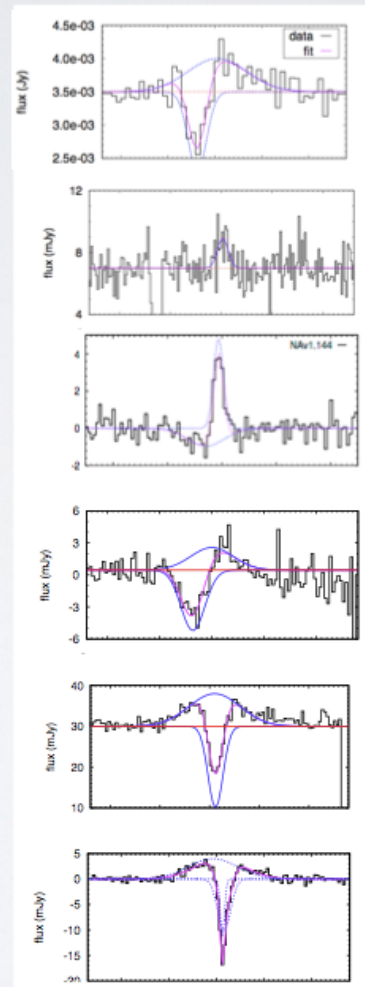 4.5e-03
data
fit
4.0e-03
flux (Jy)
3.5e-03
3.0e-03
2.5e-03
12
flux (mJy)
8
4
NAv1,144
4
flux (mJy)
2
0
-2
6
3
flux (mJy)
0
-3
-6
40
30
flux (mJy)
20
10
5
0
flux (mJy)
-5
-10
-15
-20